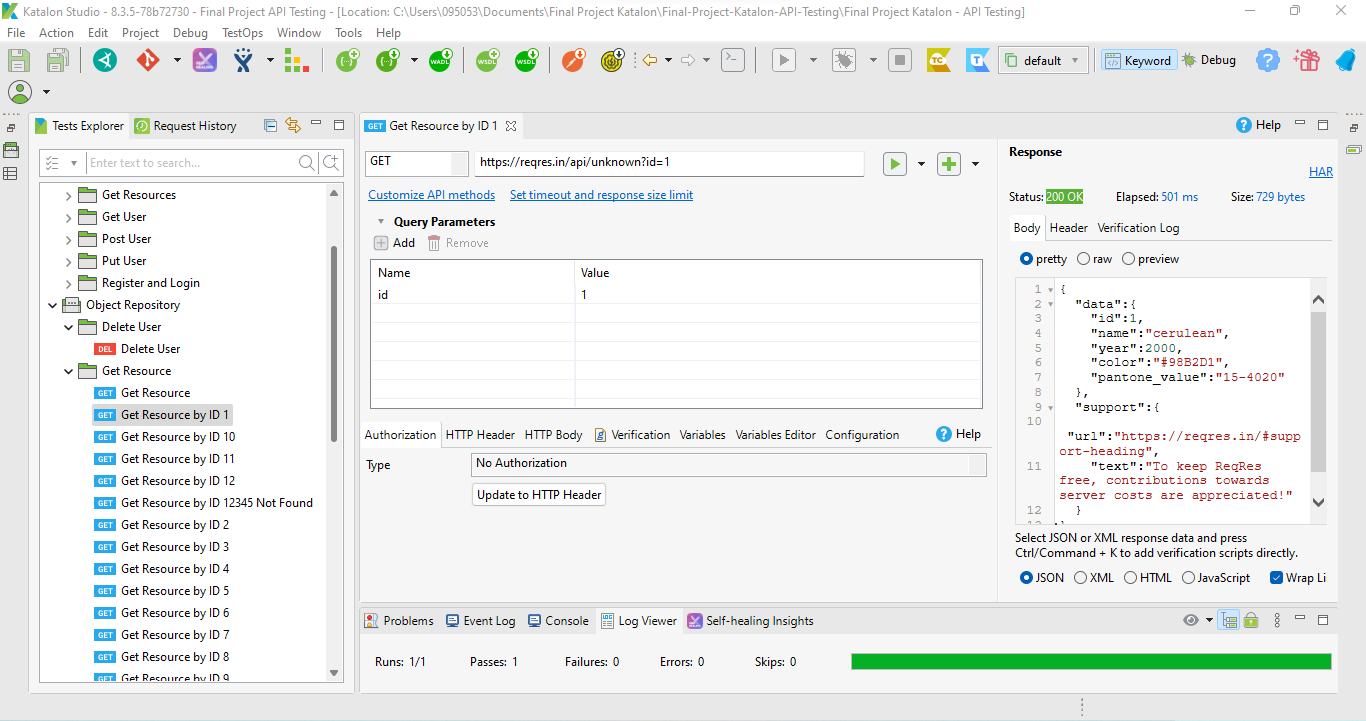 Katalon Studio - 8.3.5-78b72730 - Final Project API Testing - [Location: C:\Users\095053\Documents\Final Project Katalon\Final-Project-Katalon-API-Testing\Final Project Katalon - API Testing]
File Action Edit Project Debug TestOps Window Tools Help
WADL WSDL WSDL TC T default Keyword Debug
Tests Explorer Request History
Enter text to search...
Get Resources
Get User
Post User
Put User
Register and Login
Object Repository
Delete User
DEL Delete User
Get Resource
GET Get Resource
GET Get Resource by ID 1
GET Get Resource by ID 10
GET Get Resource by ID 11
GET Get Resource by ID 12
GET Get Resource by ID 12345 Not Found
GET Get Resource by ID 2
GET Get Resource by ID 3
GET Get Resource by ID 4
GET Get Resource by ID 5
GET Get Resource by ID 6
GET Get Resource by ID 7
GET Get Resource by ID 8
GET Get Resource by ID 9
GET Get Resource by ID 1
Help
GET https://reqres.in/api/unknown?id=1
Customize API methods Set timeout and response size limit
Query Parameters
Add Remove
Name Value
id 1
Authorization HTTP Header HTTP Body Verification Variables Variables Editor Configuration Help
Type No Authorization
Update to HTTP Header
Response
HAR
Status: 200 OK Elapsed: 501 ms Size: 729 bytes
Body Header Verification Log
pretty raw preview
1 {
2 "data":{
3 "id":1,
4 "name":"cerulean",
5 "year":2000,
6 "color":"#98B2D1",
7 "pantone_value":"15-4020"
8 },
9 "support":{
10
"url":"https://reqres.in/#supp
ort-heading",
11 "text":"To keep ReqRes
free, contributions towards
server costs are appreciated!"
12 }
13 }
Select JSON or XML response data and press
Ctrl/Command + K to add verification scripts directly.
JSON XML HTML JavaScript Wrap Li
Problems Event Log Console Log Viewer Self-healing Insights
Runs: 1/1 Passes: 1 Failures: 0 Errors: 0 Skips: 0